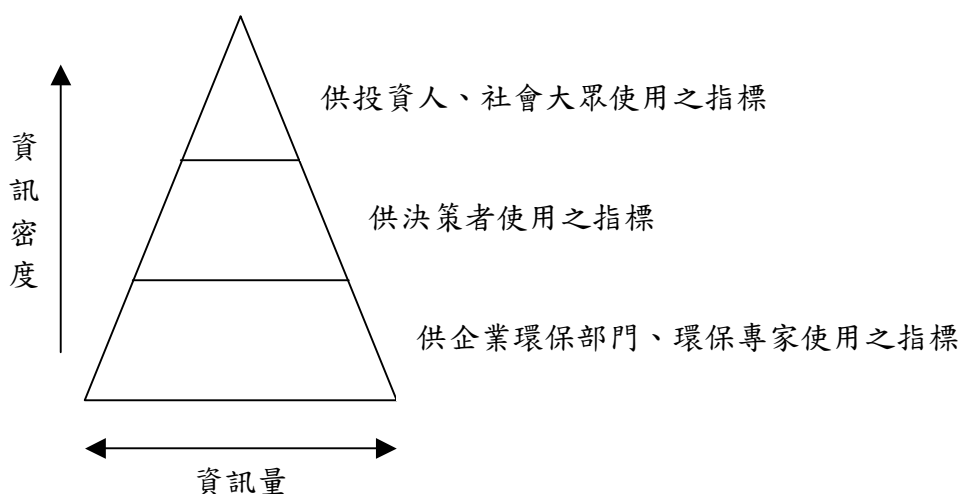 供投資人、社會大眾使用之指標
資訊密度
供決策者使用之指標
供企業環保部門、環保專家使用之指標
資訊量